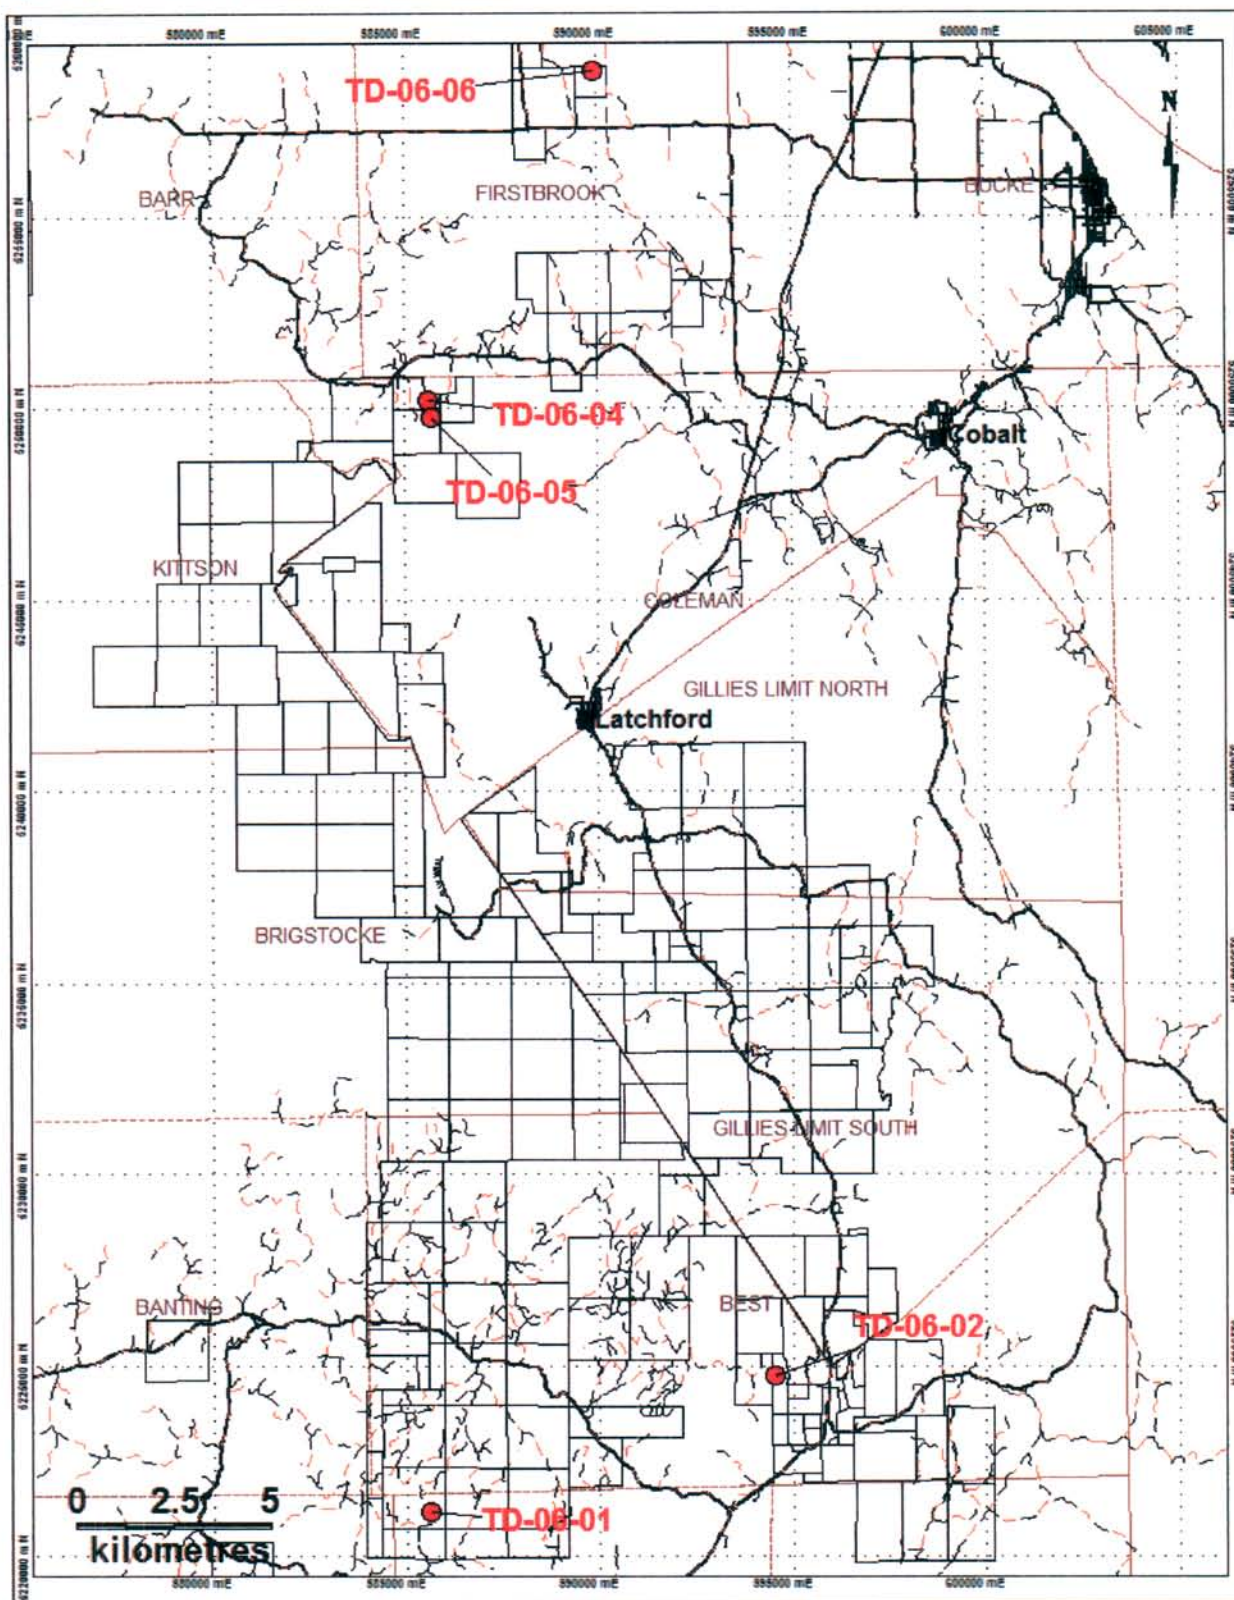 580000 mE
585000 mE
590000 mE
595000 mE
600000 mE
605000 mE
TD-06-06
N
BARR
FIRSTBROOK
BUCKE
TD-06-04
Cobalt
TD-06-05
KITTSON
COLEMAN
GILLIES LIMIT NORTH
Latchford
BRIGSTOCKE
GILLIES LIMIT SOUTH
BANTING
BEST
TD-06-02
0 2.5 5
kilometres
TD-06-01
580000 mE
585000 mE
590000 mE
595000 mE
600000 mE